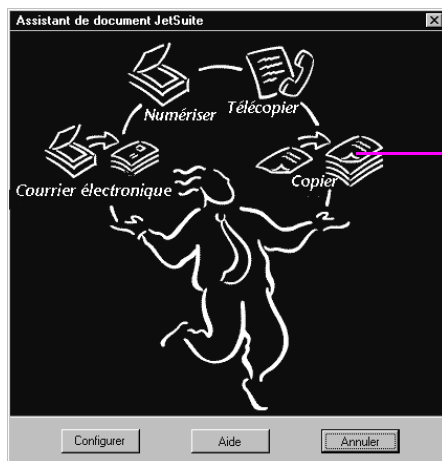 Assistant de document JetSuite
Numériser
Télécopier
Courrier électronique
Copier
Configurer
Aide
Annuler